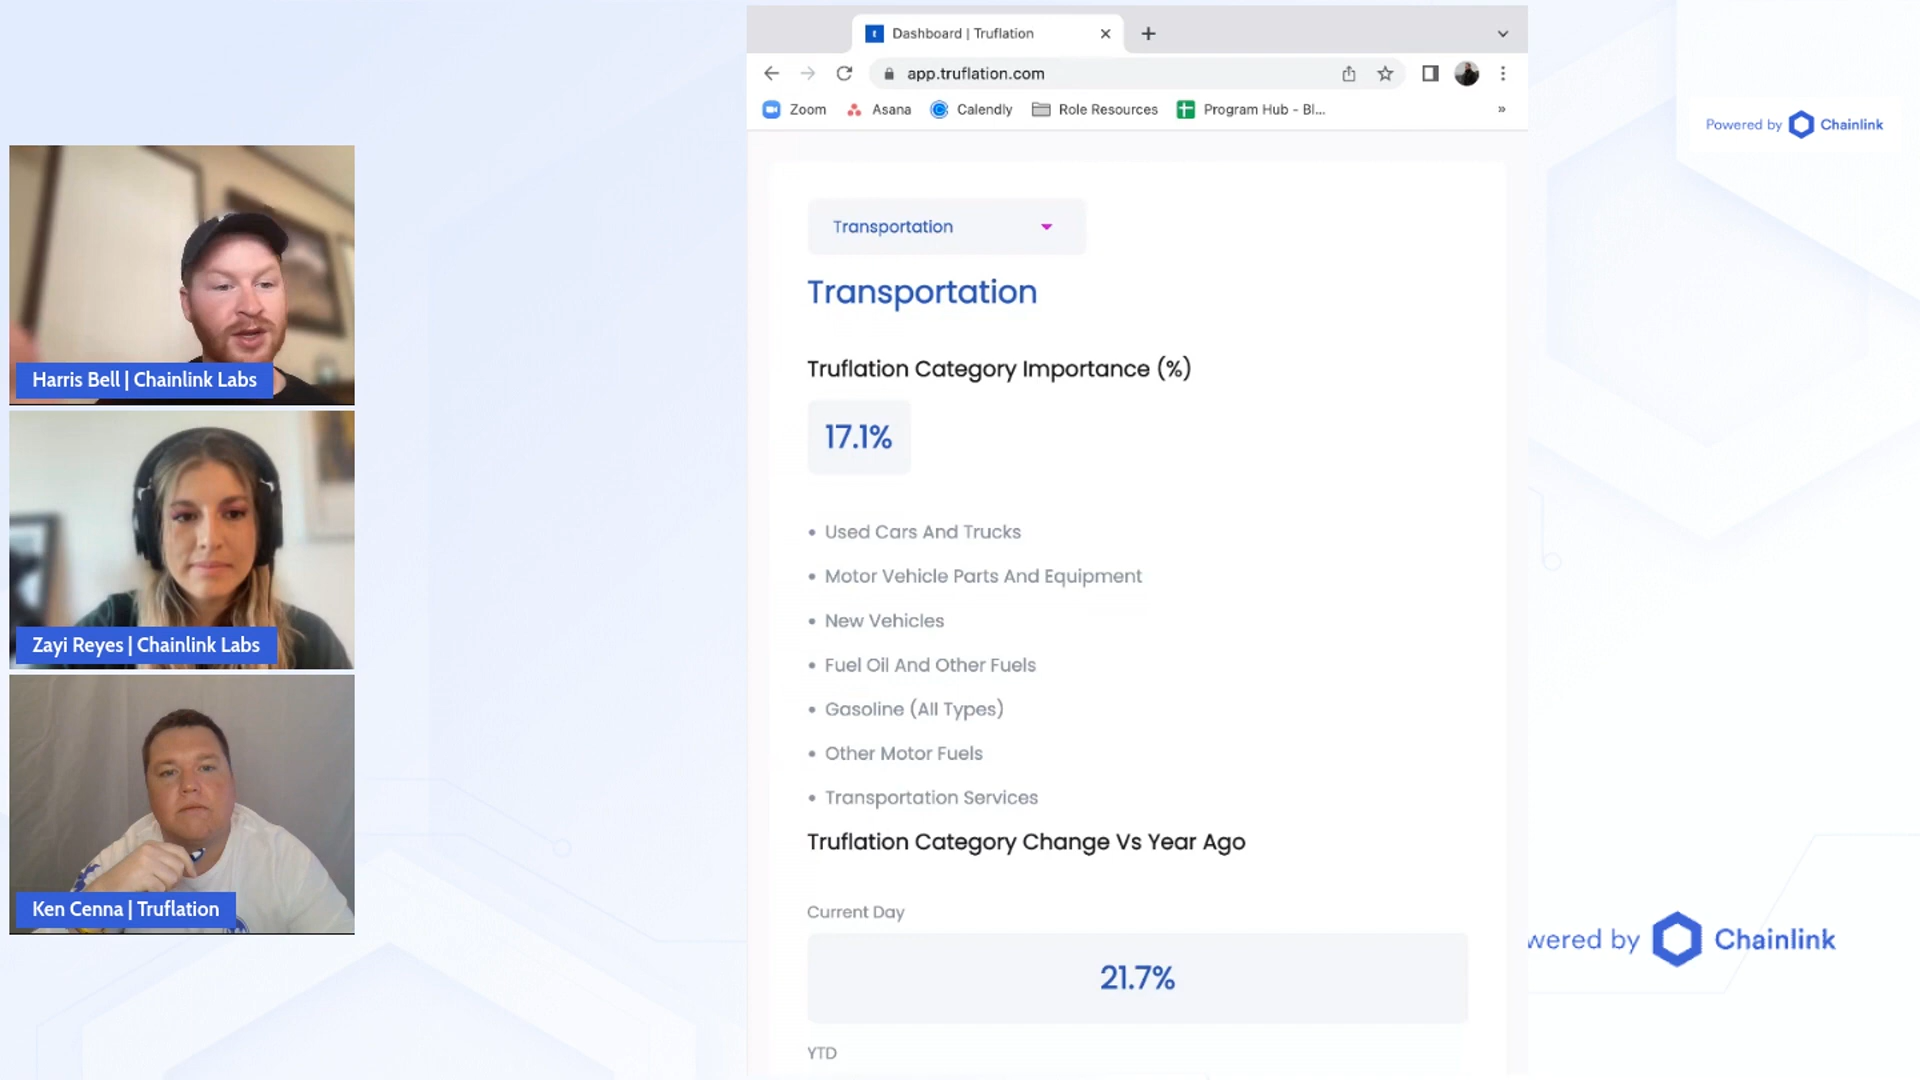 Dashboard | Truflation
app.truflation.com
Zoom
Asana
Calendly
Role Resources
Program Hub - Bl...
»
Powered by Chainlink
Harris Bell | Chainlink Labs
Zayi Reyes | Chainlink Labs
Ken Cenna | Truflation
Transportation
Transportation
Truflation Category Importance (%)
17.1%
• Used Cars And Trucks
• Motor Vehicle Parts And Equipment
• New Vehicles
• Fuel Oil And Other Fuels
• Gasoline (All Types)
• Other Motor Fuels
• Transportation Services
Truflation Category Change Vs Year Ago
Current Day
21.7%
YTD
wered by Chainlink